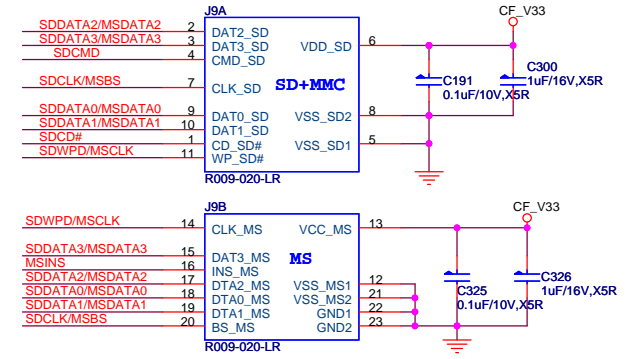 J9A
CF_V33
SDDATA2/MSDATA2 2 DAT2_SD
SDDATA3/MSDATA3 3 DAT3_SD VDD_SD 6
SDCMD 4 CMD_SD
SDCLK/MSBS 7 CLK_SD SD+MMC
C191
0.1uF/10V,X5R
C300
1uF/16V,X5R
SDDATA0/MSDATA0 9 DAT0_SD VSS_SD2 8
SDDATA1/MSDATA1 10 DAT1_SD
SDCD# 1 CD_SD# VSS_SD1 5
SDWPD/MSCLK 11 WP_SD#
R009-020-LR
J9B
CF_V33
SDWPD/MSCLK 14 CLK_MS VCC_MS 13
SDDATA3/MSDATA3 15 DAT3_MS MS
MSINS 16 INS_MS
SDDATA2/MSDATA2 17 DTA2_MS VSS_MS1 12
SDDATA0/MSDATA0 18 DTA0_MS VSS_MS2 21
SDDATA1/MSDATA1 19 DTA1_MS GND1 22
SDCLK/MSBS 20 BS_MS GND2 23
C325
0.1uF/10V,X5R
C326
1uF/16V,X5R
R009-020-LR